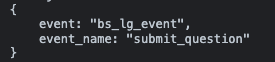 {
event: "bs_lg_event",
event_name: "submit_question"
}